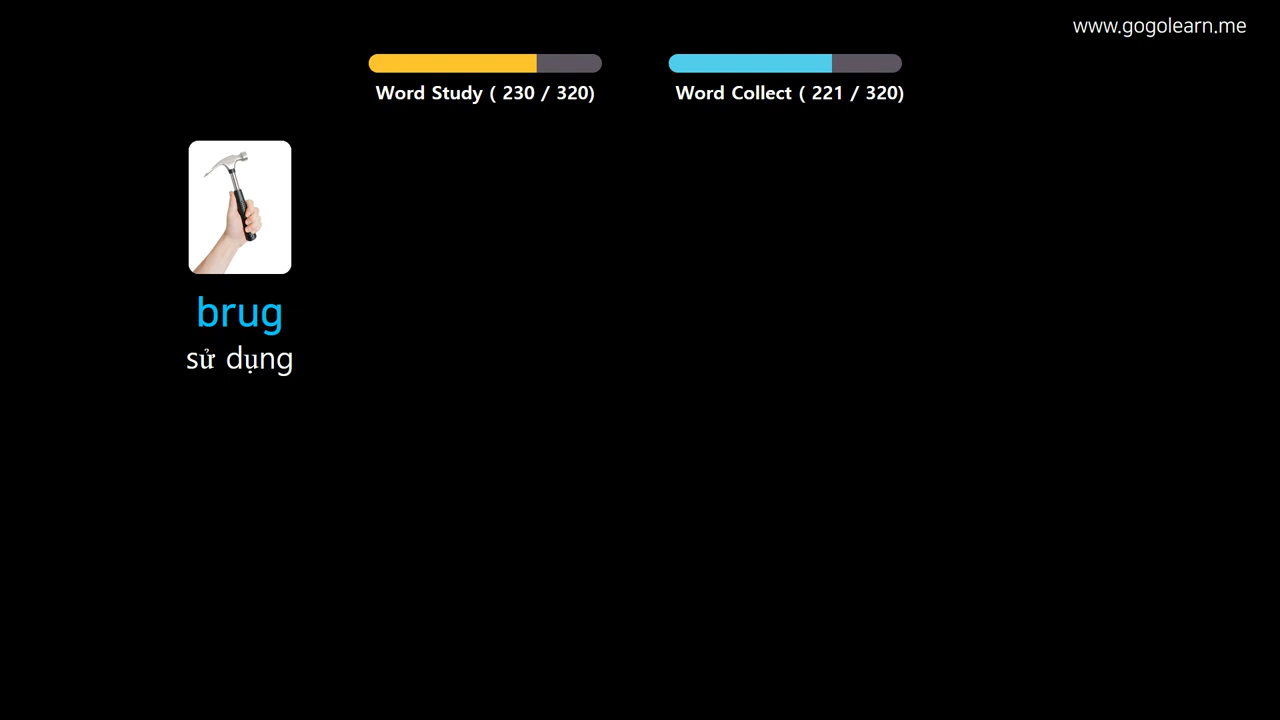 www.gogolearn.me
Word Study ( 230 / 320)
Word Collect ( 221 / 320)
brug
sử dụng